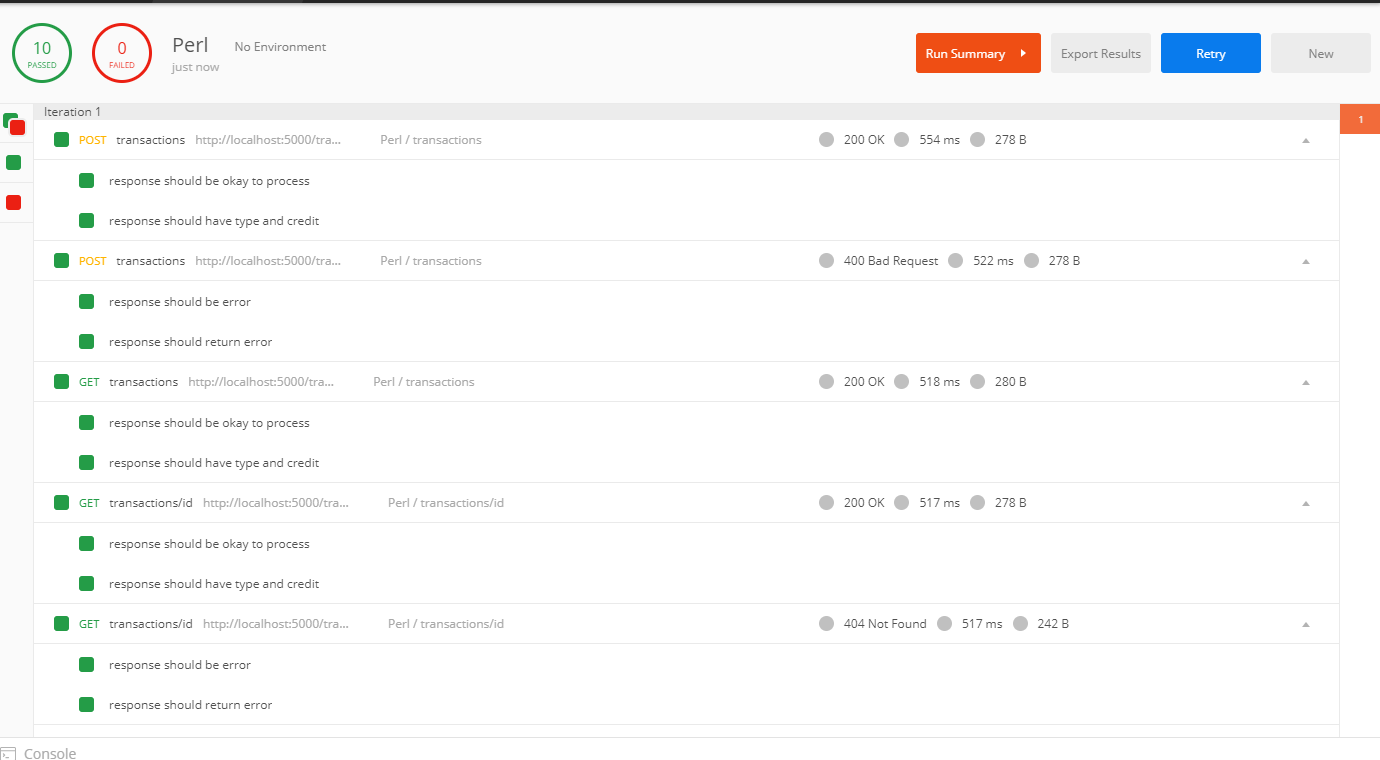 10 PASSED 0 FAILED Perl No Environment just now Run Summary Export Results Retry New
Iteration 1
1
POST transactions http://localhost:5000/tra... Perl / transactions 200 OK 554 ms 278 B
response should be okay to process
response should have type and credit
POST transactions http://localhost:5000/tra... Perl / transactions 400 Bad Request 522 ms 278 B
response should be error
response should return error
GET transactions http://localhost:5000/tra... Perl / transactions 200 OK 518 ms 280 B
response should be okay to process
response should have type and credit
GET transactions/id http://localhost:5000/tra... Perl / transactions/id 200 OK 517 ms 278 B
response should be okay to process
response should have type and credit
GET transactions/id http://localhost:5000/tra... Perl / transactions/id 404 Not Found 517 ms 242 B
response should be error
response should return error
Console